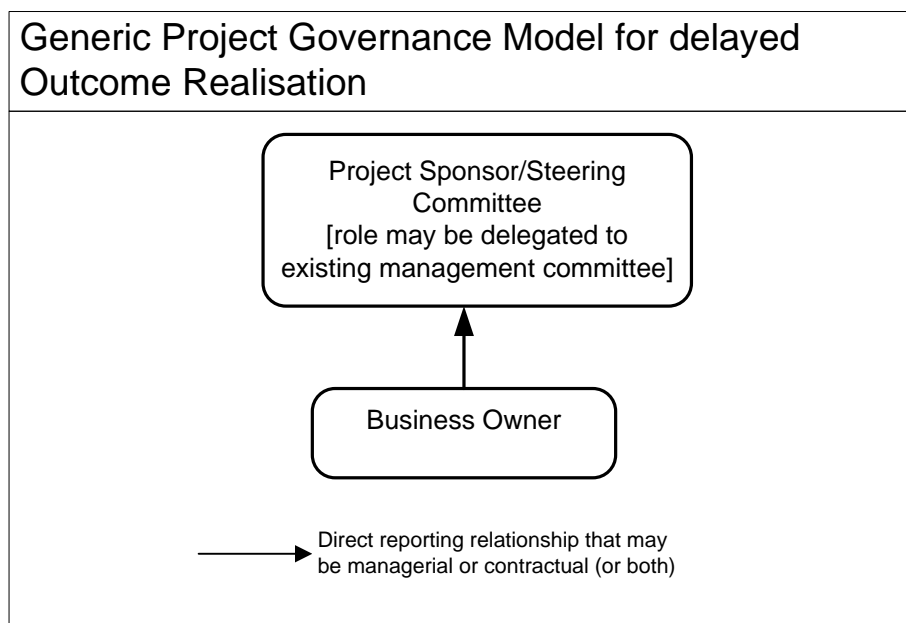 Generic Project Governance Model for delayed
Outcome Realisation
Project Sponsor/Steering
Committee
[role may be delegated to
existing management committee]
Business Owner
Direct reporting relationship that may
be managerial or contractual (or both)